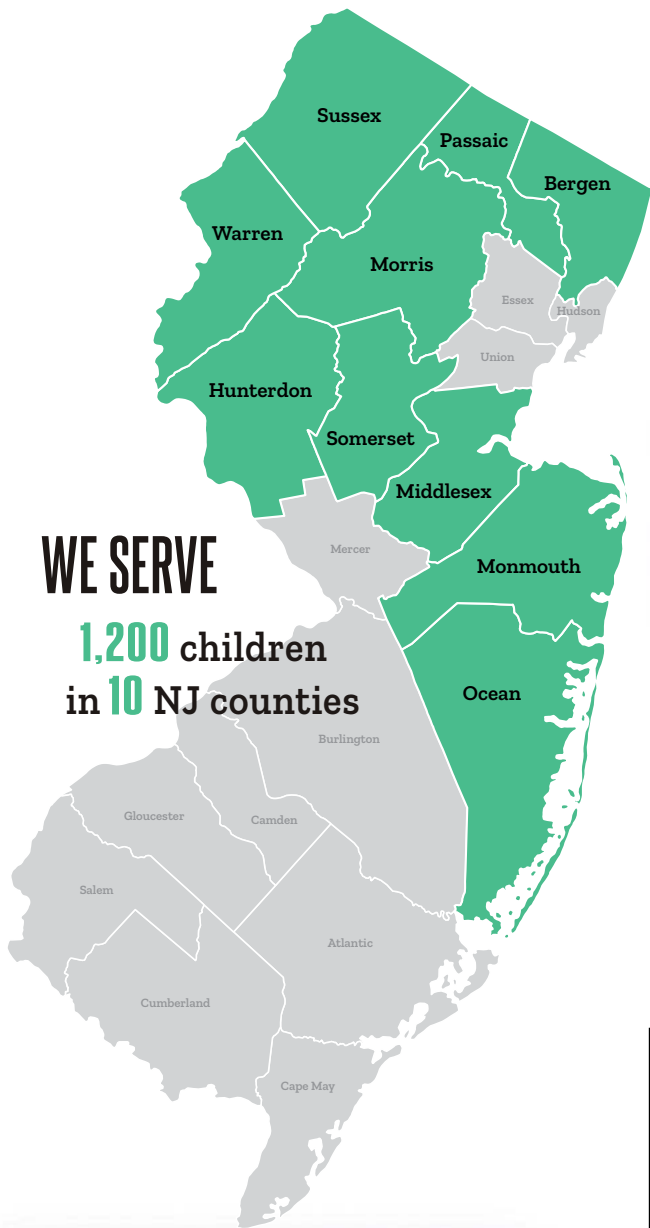 Sussex
Passaic
Bergen
Warren
Morris
Essex
Hudson
Union
Hunterdon
Somerset
Middlesex
Mercer
Monmouth
WE SERVE
1,200 children
in 10 NJ counties
Ocean
Burlington
Gloucester
Camden
Salem
Atlantic
Cumberland
Cape May